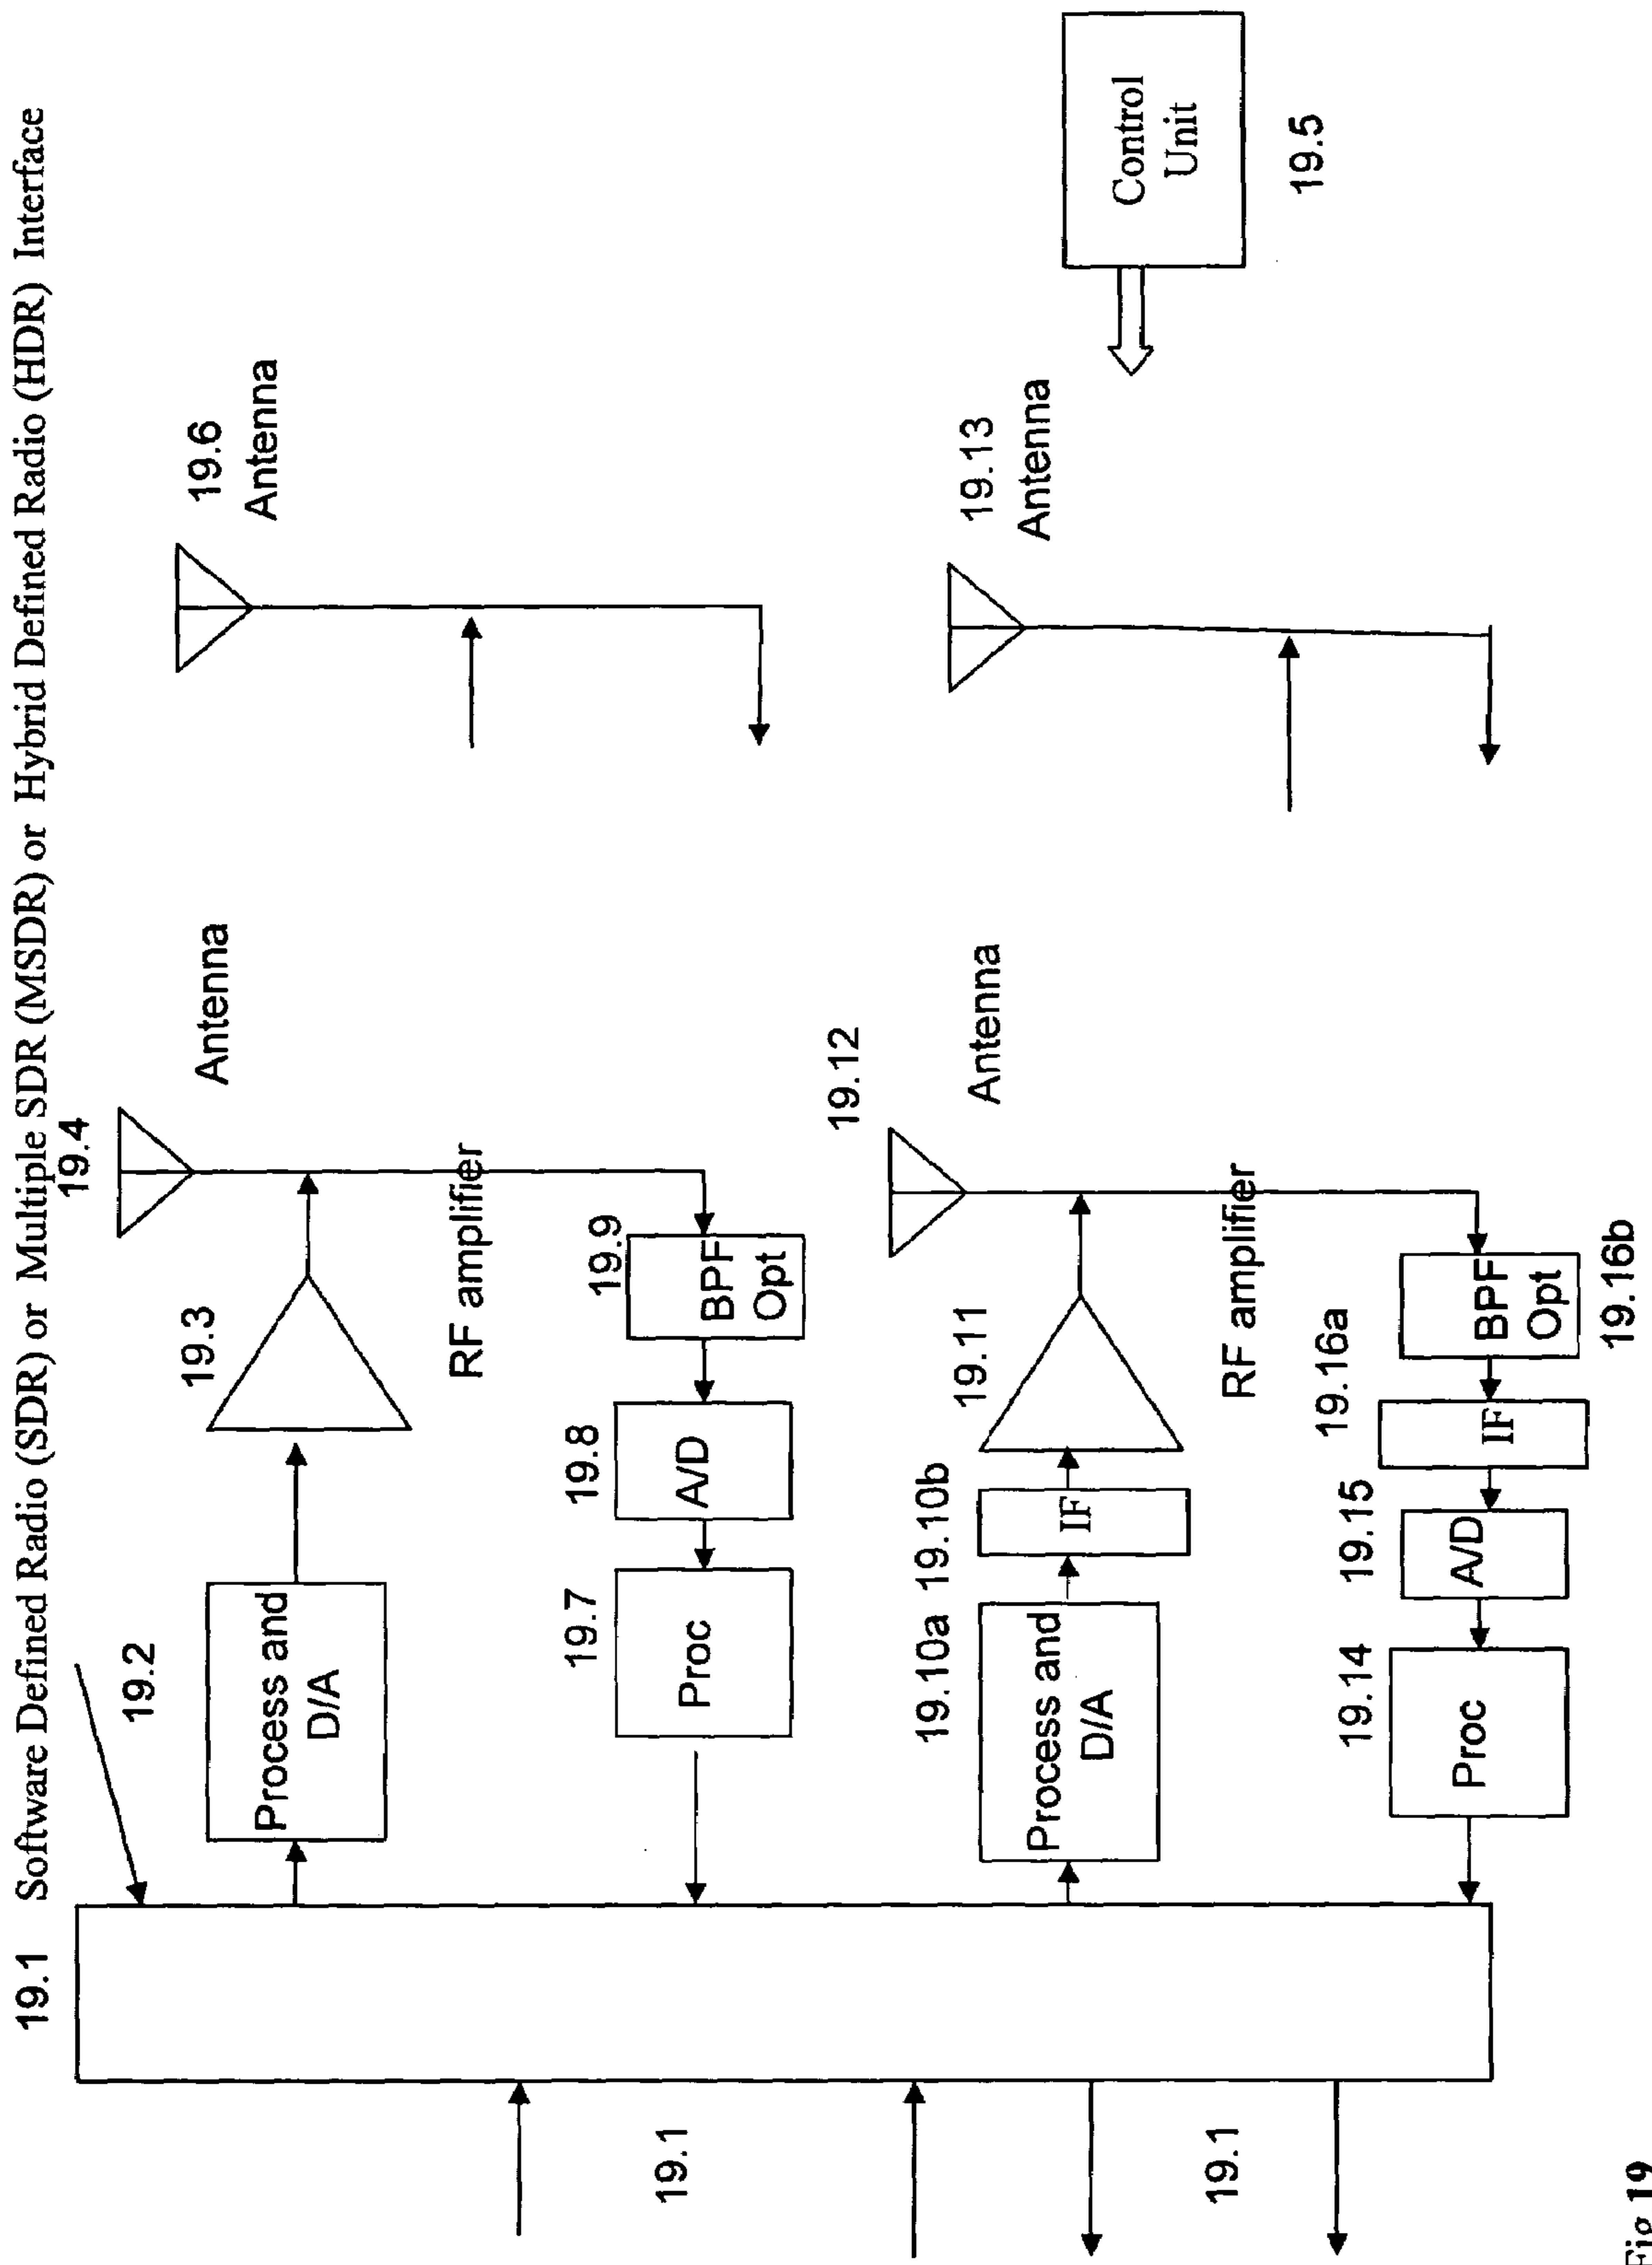 19.1 Software Defined Radio (SDR) or Multiple SDR (MSDR) or Hybrid Defined Radio (HDR) Interface
19.4
Antenna
19.6
Antenna
19.2
19.3
Process and
D/A
RF amplifier
19.7
19.8
19.9
Proc
A/D
BPF
Opt
19.1
19.12
Antenna
19.13
Antenna
Control
Unit
19.5
19.10a
19.10b
19.11
Process and
D/A
IF
RF amplifier
19.1
19.14
19.15
19.16a
Proc
A/D
IF
BPF
Opt
19.16b
Fig 19